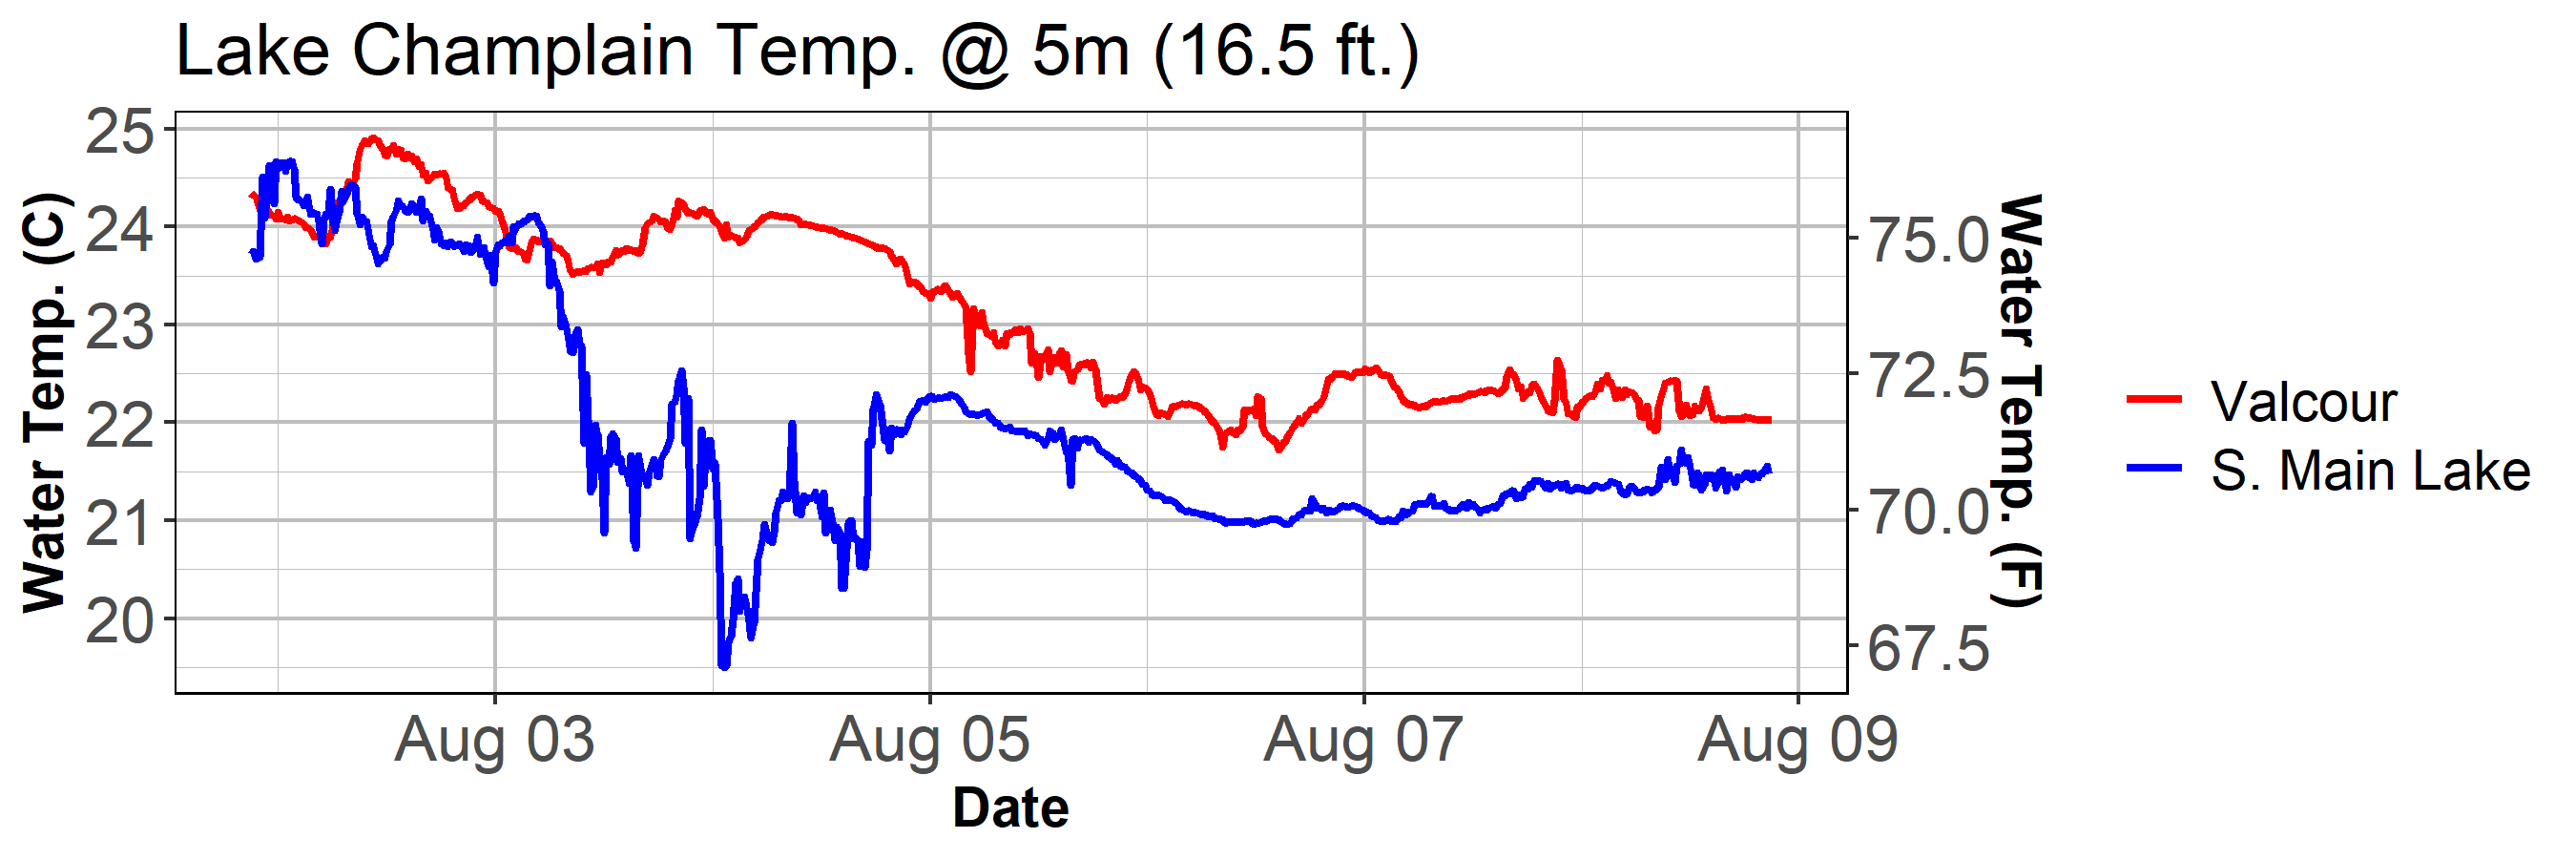 Lake Champlain Temp. @ 5m (16.5 ft.)
Water Temp. (C)
25
24
23
22
21
20
75.0
72.5
70.0
67.5
Water Temp. (F)
Aug 03
Aug 05
Aug 07
Aug 09
Date
Valcour
S. Main Lake